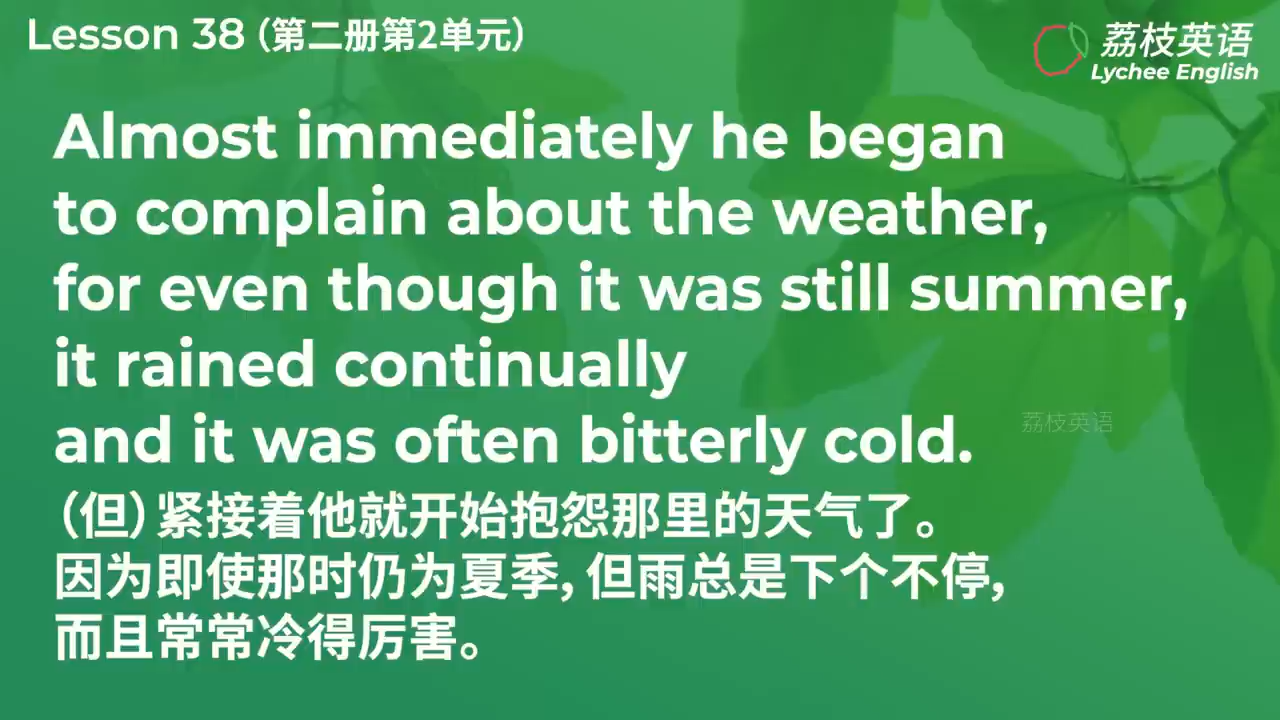 Lesson 38（第二册第2单元）
荔枝英语
Lychee English
Almost immediately he began
to complain about the weather,
for even though it was still summer,
it rained continually
and it was often bitterly cold.
荔枝英语
（但）紧接着他就开始抱怨那里的天气了。
因为即使那时仍为夏季，但雨总是下个不停，
而且常常冷得厉害。